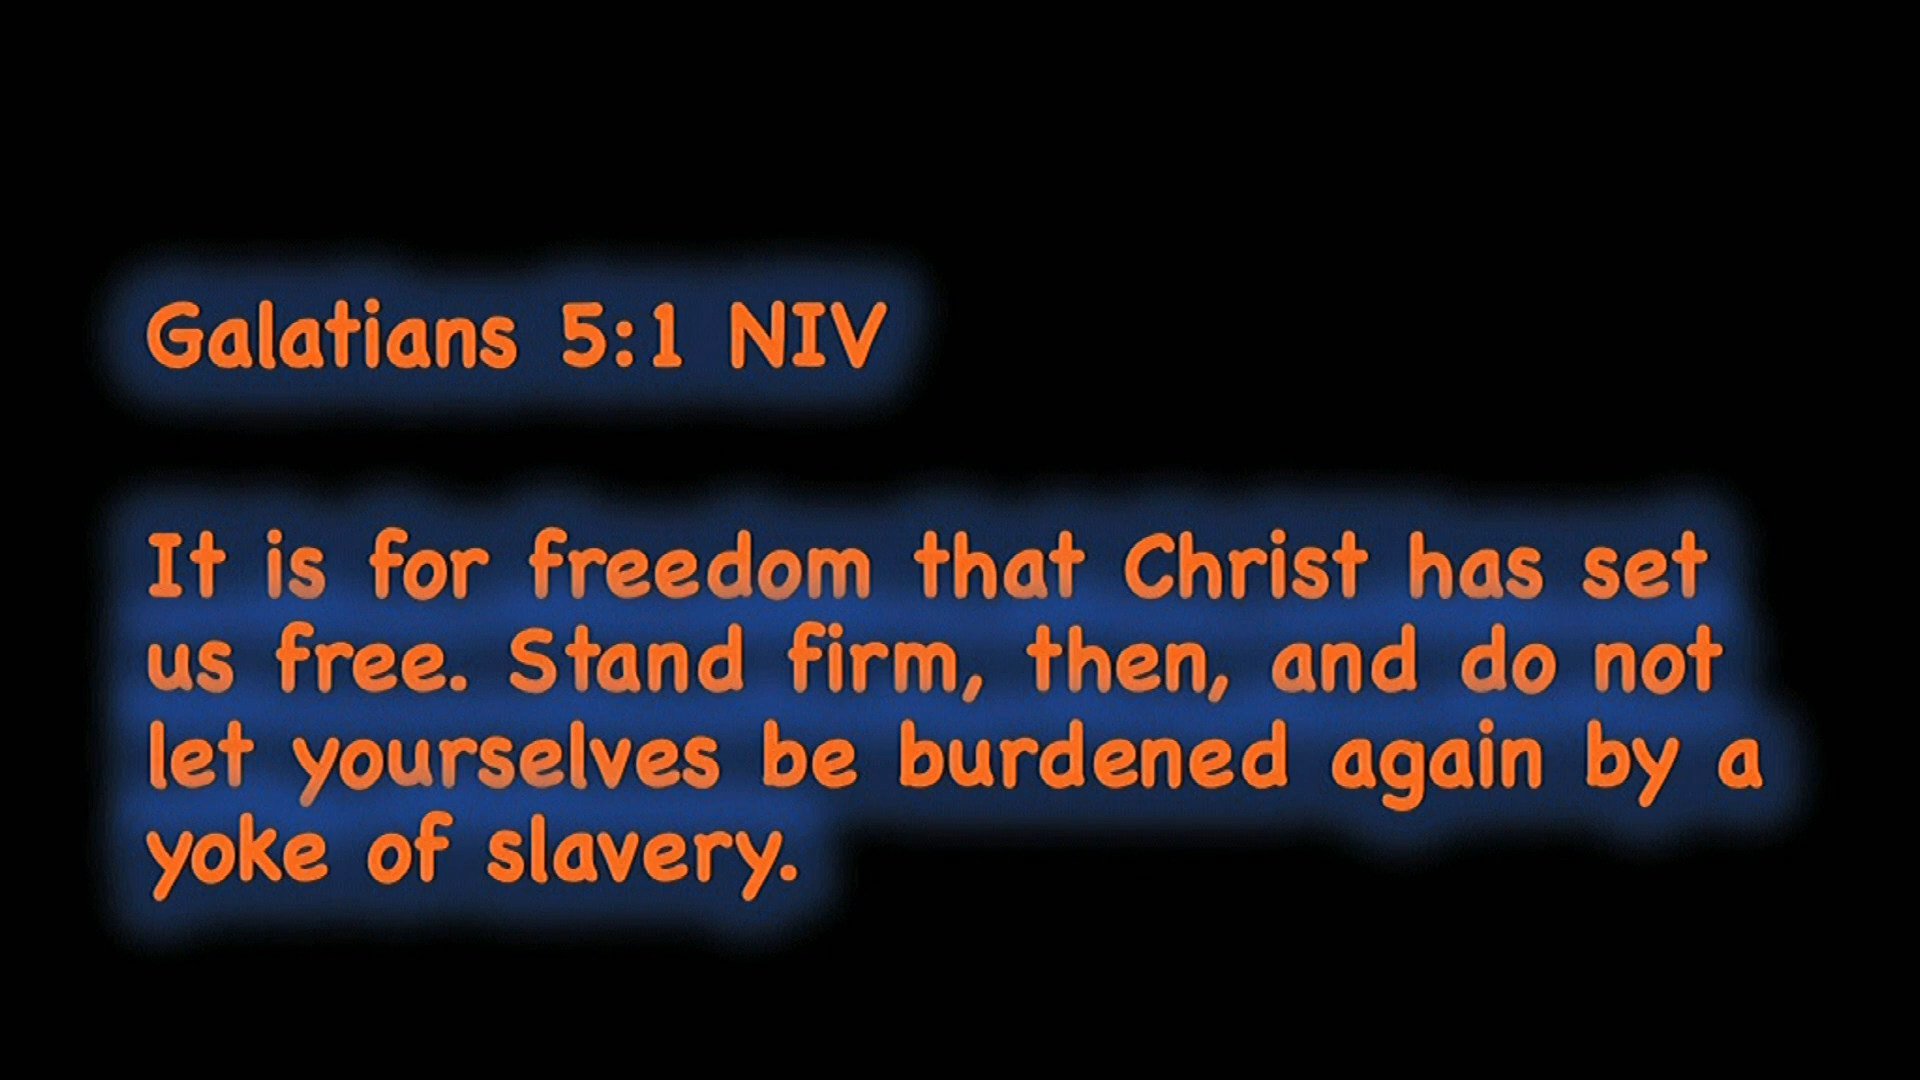 Galatians 5:1 NIV
It is for freedom that Christ has set
us free. Stand firm, then, and do not
let yourselves be burdened again by a
yoke of slavery.